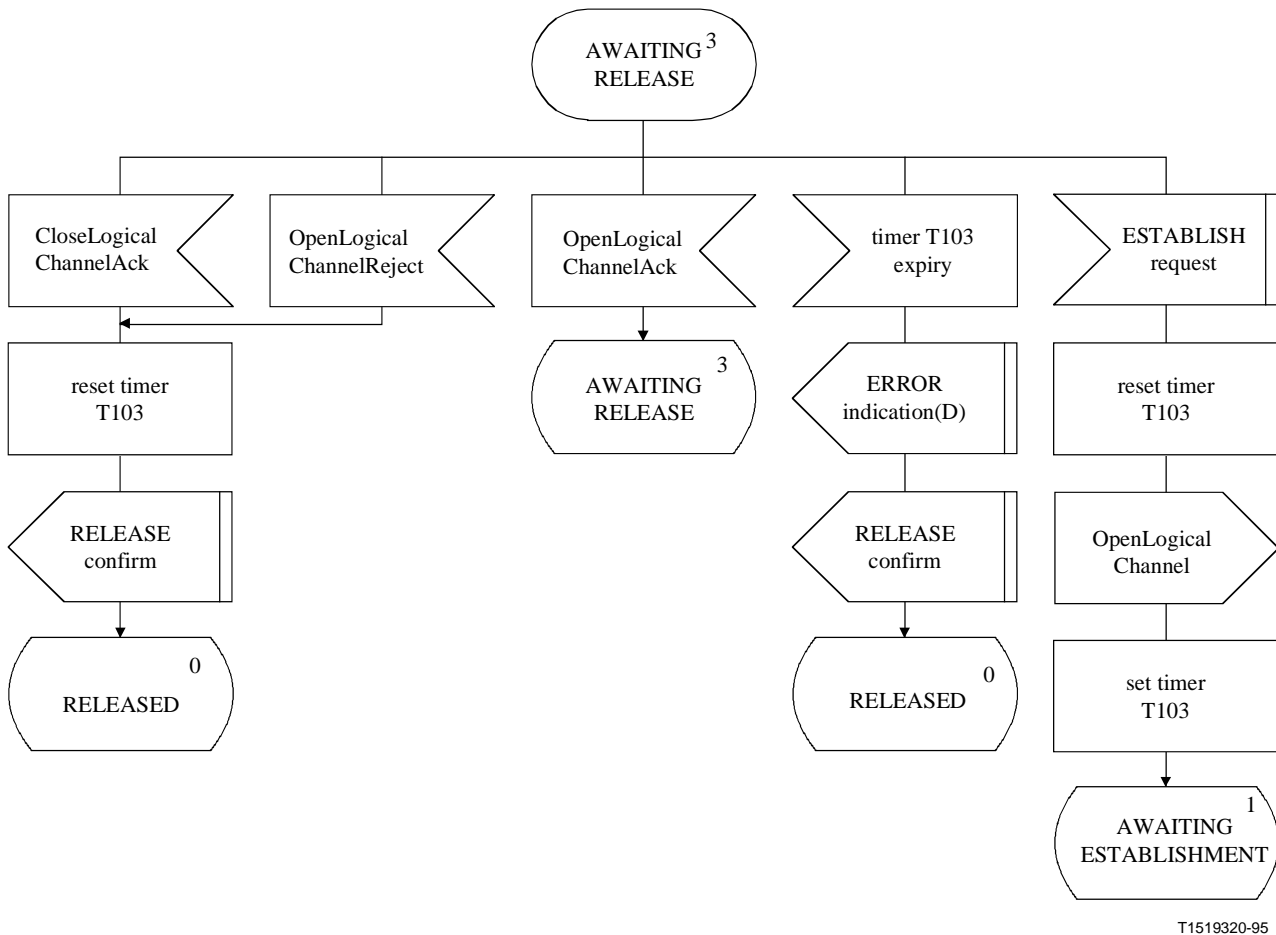 AWAITING 3
RELEASE
CloseLogical
ChannelAck
OpenLogical
ChannelReject
OpenLogical
ChannelAck
timer T103
expiry
ESTABLISH
request
reset timer
T103
3
AWAITING
RELEASE
ERROR
indication(D)
reset timer
T103
RELEASE
confirm
RELEASE
confirm
OpenLogical
Channel
0
RELEASED
0
RELEASED
set timer
T103
1
AWAITING
ESTABLISHMENT
T1519320-95